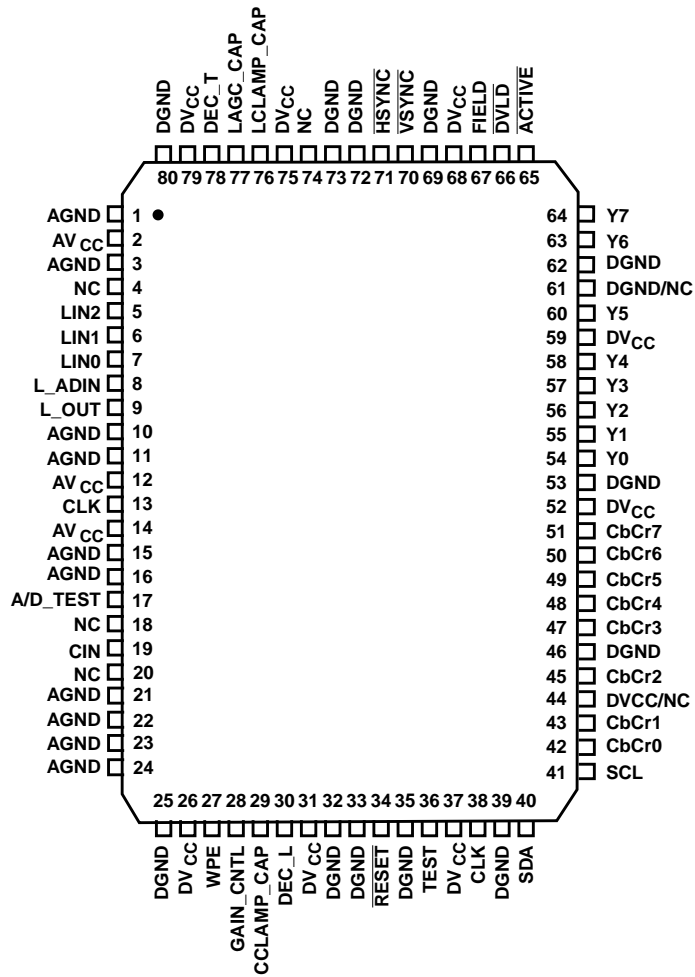 DGND
DVCC
DEC_T
LAGC_CAP
LCLAMP_CAP
DVCC
NC
DGND
DGND
HSYNC
VSYNC
DGND
DVCC
FIELD
DVLD
ACTIVE
80 79 78 77 76 75 74 73 72 71 70 69 68 67 66 65
AGND 1
AVCC 2
AGND 3
NC 4
LIN2 5
LIN1 6
LIN0 7
L_ADIN 8
L_OUT 9
AGND 10
AGND 11
AVCC 12
CLK 13
AVCC 14
AGND 15
AGND 16
A/D_TEST 17
NC 18
CIN 19
NC 20
AGND 21
AGND 22
AGND 23
AGND 24
64 Y7
63 Y6
62 DGND
61 DGND/NC
60 Y5
59 DVCC
58 Y4
57 Y3
56 Y2
55 Y1
54 Y0
53 DGND
52 DVCC
51 CbCr7
50 CbCr6
49 CbCr5
48 CbCr4
47 CbCr3
46 DGND
45 CbCr2
44 DVCC/NC
43 CbCr1
42 CbCr0
41 SCL
25 26 27 28 29 30 31 32 33 34 35 36 37 38 39 40
DGND
DVCC
WPE
GAIN_CNTL
CCLAMP_CAP
DEC_L
DVCC
DGND
DGND
RESET
DGND
TEST
DVCC
CLK
DGND
SDA